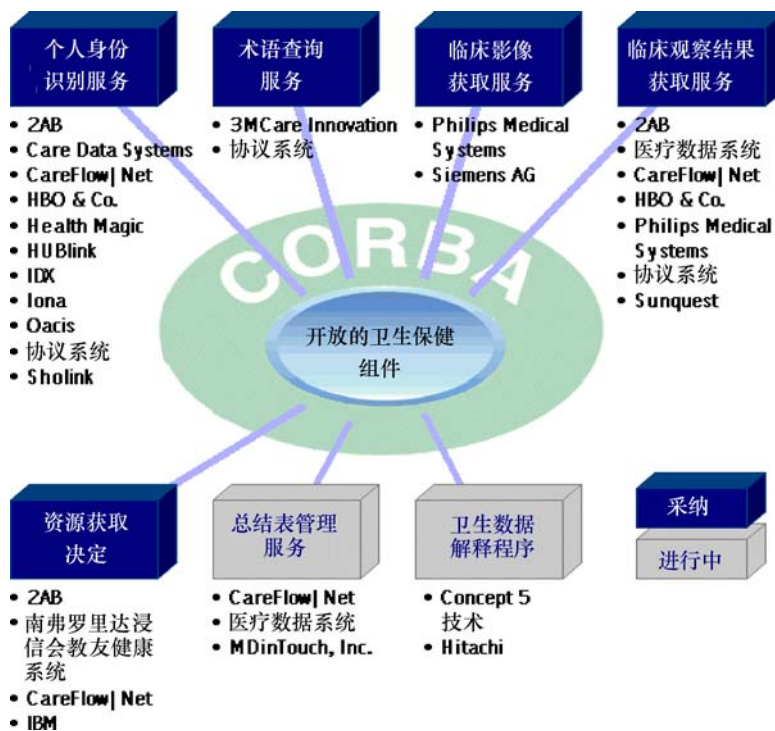 个人身份
识别服务
• 2AB
• Care Data Systems
• CareFlow| Net
• HBO & Co.
• Health Magic
• HUBlink
• IDX
• Iona
• Oacis
• 协议系统
• Sholink
术语查询
服务
• 3MCare Innovation
• 协议系统
临床影像
获取服务
• Philips Medical
Systems
• Siemens AG
临床观察结果
获取服务
• 2AB
• 医疗数据系统
• CareFlow| Net
• HBO & Co.
• Philips Medical
Systems
• 协议系统
• Sunquest
CORBA
开放的卫生保健
组件
资源获取
决定
• 2AB
• 南弗罗里达浸
信会教友健康
系统
• CareFlow| Net
• IBM
总结表管理
服务
• CareFlow| Net
• 医疗数据系统
• MDinTouch, Inc.
卫生数据
解释程序
• Concept 5
技术
• Hitachi
采纳
进行中